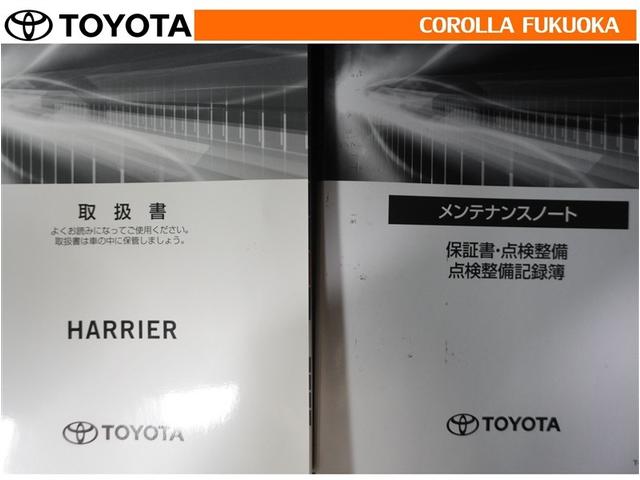 TOYOTA
COROLLA FUKUOKA
取扱書
よくお読みになってご使用ください。
取扱書は車の中に保管しましょう。
HARRIER
TOYOTA
メンテナンスノート
保証書・点検整備
点検整備記録簿
TOYOTA